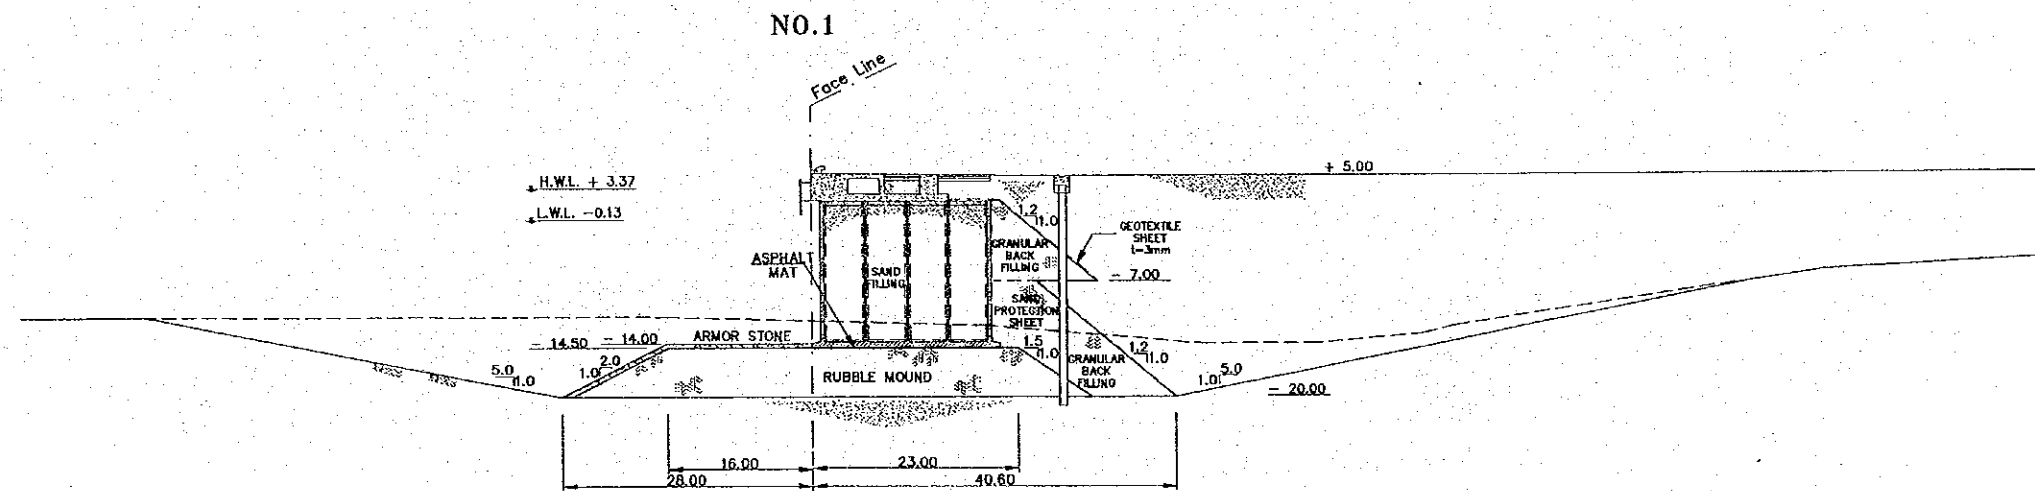 NO.1
Face Line
+ 5.00
H.W.L. + 3.37
L.W.L. -0.13
1.2
1.0
GEOTEXTILE
SHEET
t=3mm
GRANULAR
BACK
FILLING
ASPHALT
MAT
SAND
FILLING
- 7.00
SAND
PROTECTION
SHEET
- 14.50
- 14.00
ARMOR STONE
1.5
1.0
1.2
1.0
GRANULAR
BACK
FILLING
5.0
1.0
1.0
2.0
RUBBLE MOUND
1.0
5.0
- 20.00
16.00
23.00
28.00
40.60